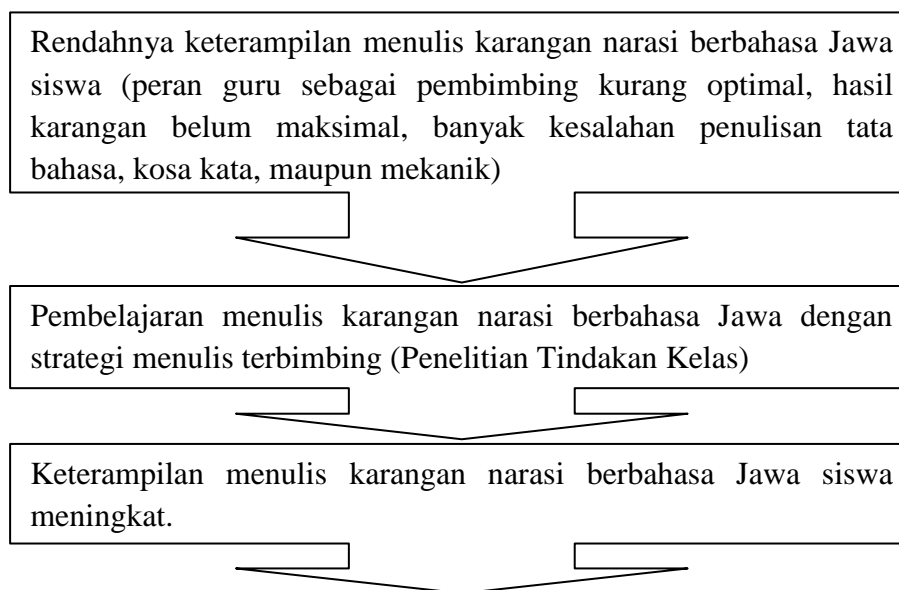 Rendahnya keterampilan menulis karangan narasi berbahasa Jawa
siswa (peran guru sebagai pembimbing kurang optimal, hasil
karangan belum maksimal, banyak kesalahan penulisan tata
bahasa, kosa kata, maupun mekanik)
Pembelajaran menulis karangan narasi berbahasa Jawa dengan
strategi menulis terbimbing (Penelitian Tindakan Kelas)
Keterampilan menulis karangan narasi berbahasa Jawa siswa
meningkat.